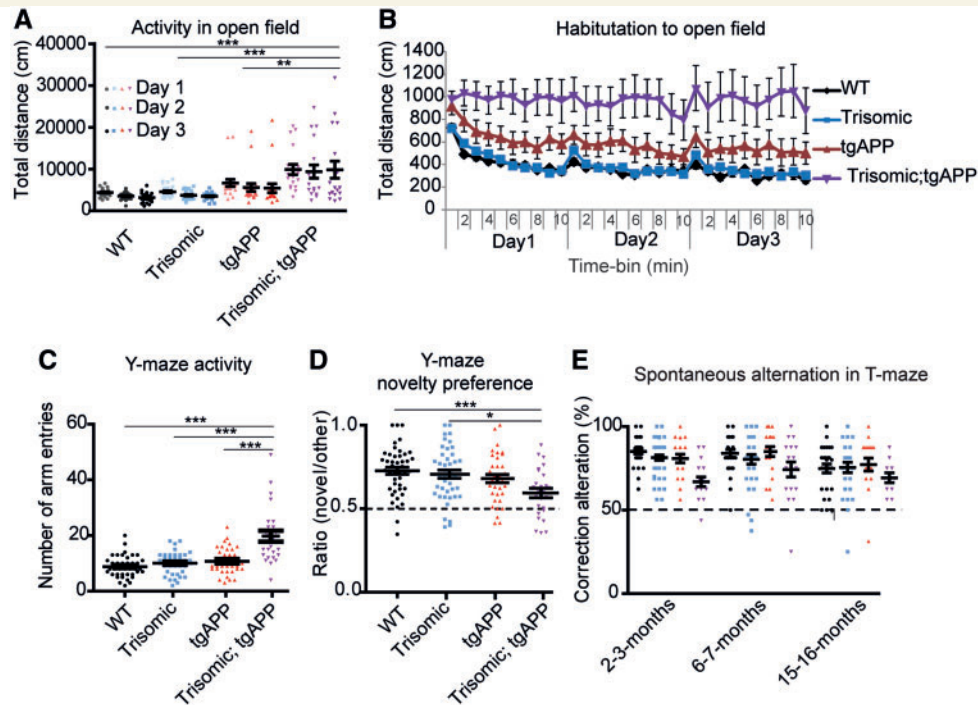 A
Activity in open field
Total distance (cm)
40000
30000
20000
10000
0
***
***
**
Day 1
Day 2
Day 3
WT
Trisomic
tgAPP
Trisomic; tgAPP
B
Habitutation to open field
Total distance (cm)
1400
1200
1000
800
600
400
200
0
2 4 6 8 10 2 4 6 8 10 2 4 6 8 10
Day1 Day2 Day3
Time-bin (min)
WT
Trisomic
tgAPP
Trisomic;tgAPP
C
Y-maze activity
Number of arm entries
60
40
20
0
***
***
***
WT
Trisomic
tgAPP
Trisomic; tgAPP
D
Y-maze
novelty preference
Ratio (novel/other)
1.0
0.5
0.0
***
*
WT
Trisomic
tgAPP
Trisomic; tgAPP
E
Spontaneous alternation in T-maze
Correction alteration (%)
100
50
0
2-3-months
6-7-months
15-16-months